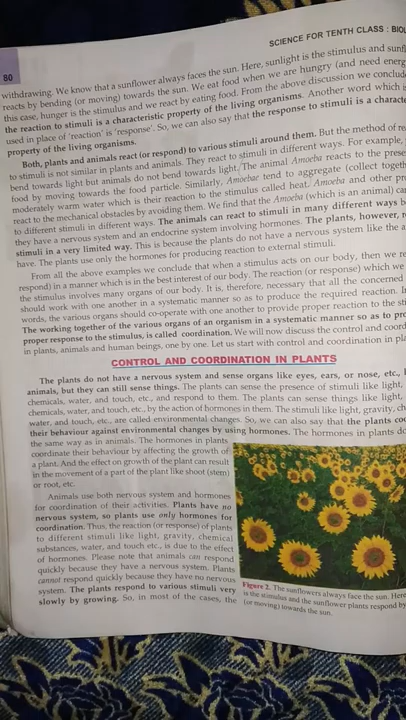 SCIENCE FOR TENTH CLASS : BIOL
80
withdrawing. We know that a sunflower always faces the sun. Here, sunlight is the stimulus and sunfl
reacts by bending (or moving) towards the sun. We eat food when we are hungry (and need energ
this case, hunger is the stimulus and we react by eating food. From the above discussion we conclud
the reaction to stimuli is a characteristic property of the living organisms. Another word which i
used in place of 'reaction' is 'response'. So, we can also say that the response to stimuli is a characte
property of the living organisms.
Both, plants and animals react (or respond) to various stimuli around them. But the method of re
to stimuli is not similar in plants and animals. They react to stimuli in different ways. For example,
bend towards light but animals do not bend towards light. The animal Amoeba reacts to the prese
food by moving towards the food particle. Similarly, Amoebae tend to aggregate (collect togeth
moderately warm water which is their reaction to the stimulus called heat. Amoeba and other pr
react to the mechanical obstacles by avoiding them. We find that the Amoeba (which is an animal) ca
to different stimuli in different ways. The animals can react to stimuli in many different ways b
they have a nervous system and an endocrine system involving hormones. The plants, however, r
stimuli in a very limited way. This is because the plants do not have a nervous system like the a
have. The plants use only the hormones for producing reaction to external stimuli.
From all the above examples we conclude that when a stimulus acts on our body, then we re
respond) in a manner which is in the best interest of our body. The reaction (or response) which we
the stimulus involves many organs of our body. It is, therefore, necessary that all the concerned
should work with one another in a systematic manner so as to produce the required reaction. In
words, the various organs should co-operate with one another to provide proper reaction to the sti
The working together of the various organs of an organism in a systematic manner so as to pro
proper response to the stimulus, is called coordination. We will now discuss the control and coord
in plants, animals and human beings, one by one. Let us start with control and coordination in pla
CONTROL AND COORDINATION IN PLANTS
The plants do not have a nervous system and sense organs like eyes, ears, or nose, etc., l
animals, but they can still sense things. The plants can sense the presence of stimuli like light,
chemicals, water, and touch, etc., and respond to them. The plants can sense things like light,
chemicals, water, and touch, etc., by the action of hormones in them. The stimuli like light, gravity, ch
water, and touch, etc., are called environmental changes. So, we can also say that the plants coo
their behaviour against environmental changes by using hormones. The hormones in plants do
the same way as in animals. The hormones in plants
coordinate their behaviour by affecting the growth of
a plant. And the effect on growth of the plant can result
in the movement of a part of the plant like shoot (stem)
or root, etc.
Animals use both nervous system and hormones
for coordination of their activities. Plants have no
nervous system, so plants use only hormones for
coordination. Thus, the reaction (or response) of plants
to different stimuli like light, gravity, chemical
substances, water, and touch etc., is due to the effect
of hormones. Please note that animals can respond
quickly because they have a nervous system. Plants
cannot respond quickly because they have no nervous
system. The plants respond to various stimuli very
slowly by growing. So, in most of the cases, the
Figure 2. The sunflowers always face the sun. Here
is the stimulus and the sunflower plants respond by
(or moving) towards the sun.